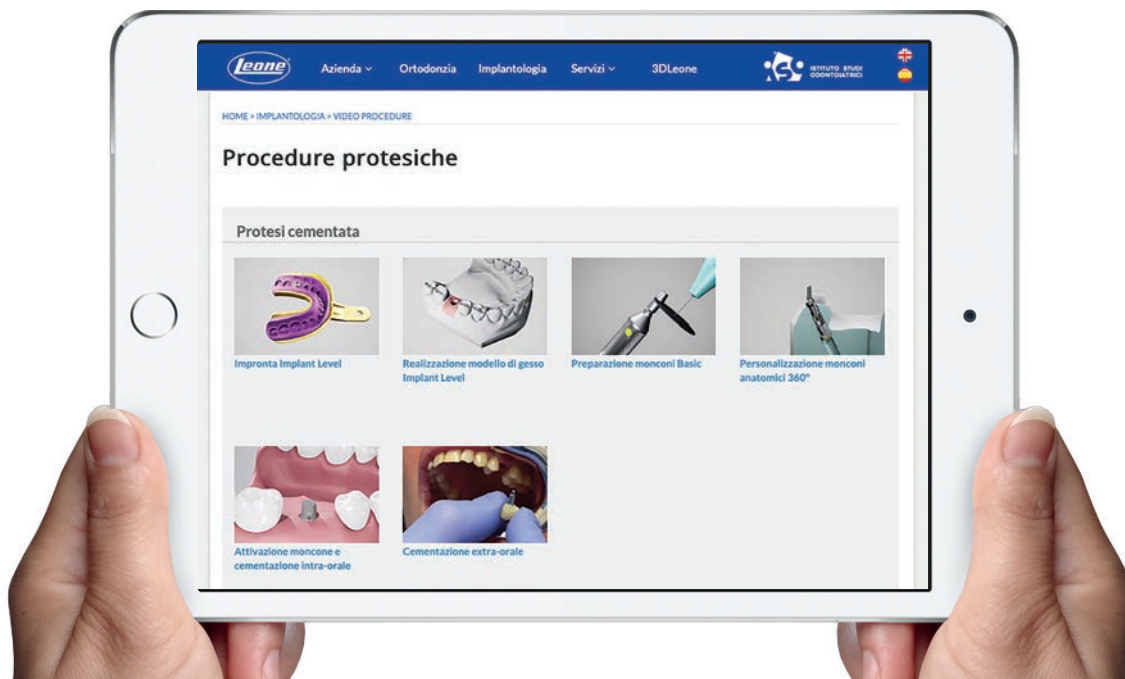 Leone
Azienda
Ortodonzia
Implantologia
Servizi
3DLeone
ISO
ISTITUTO STUDI
ODONTOIATRICI
HOME » IMPLANTOLOGIA » VIDEO PROCEDURE
Procedure protesiche
Protesi cementata
Impronta Implant Level
Realizzazione modello di gesso
Implant Level
Preparazione monconi Basic
Personalizzazione monconi
anatomici 360°
Attivazione moncone e
cementazione intra-orale
Cementazione extra-orale